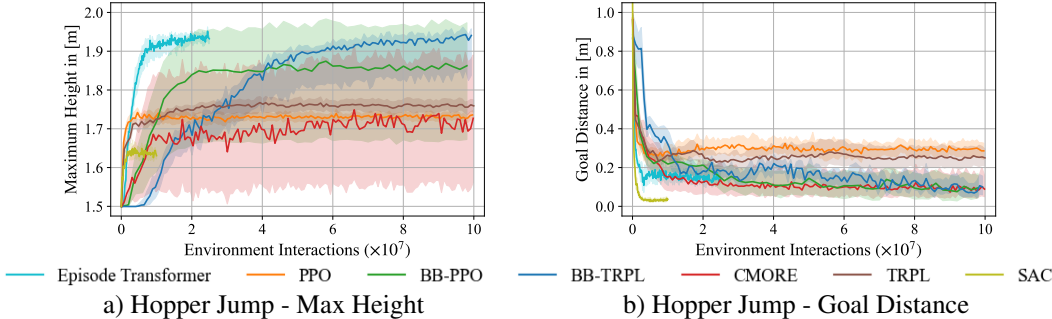 2.0
1.9
1.8
1.7
1.6
1.5
Maximum Height in [m]
0 2 4 6 8 10
Environment Interactions (×10⁷)
1.0
0.8
0.6
0.4
0.2
0.0
Goal Distance in [m]
0 2 4 6 8 10
Environment Interactions (×10⁷)
Episode Transformer PPO BB-PPO BB-TRPL CMORE TRPL SAC
a) Hopper Jump - Max Height
b) Hopper Jump - Goal Distance